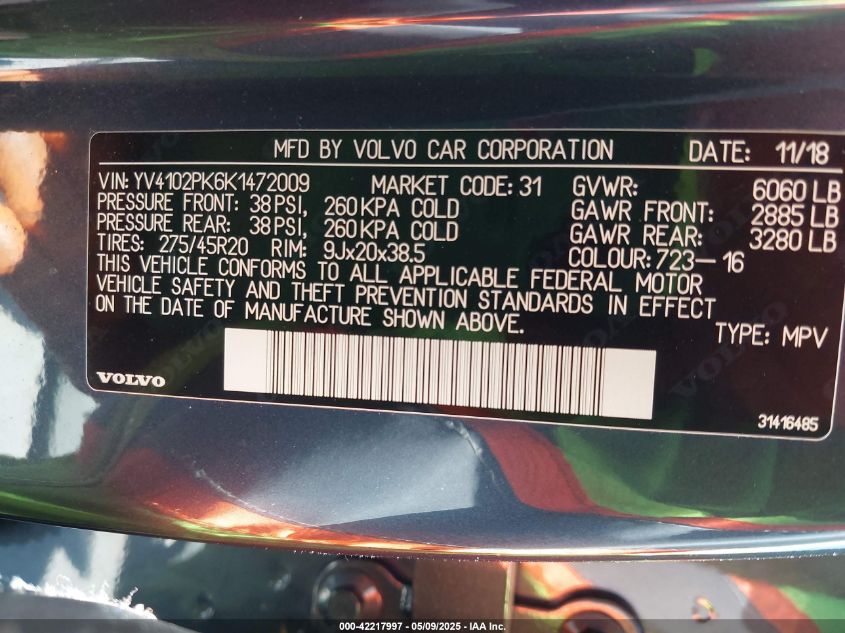 MFD BY VOLVO CAR CORPORATION DATE: 11/18
VIN: YV4102PK6K1472009 MARKET CODE: 31 GVWR: 6060 LB
PRESSURE FRONT: 38 PSI, 260 KPA COLD GAWR FRONT: 2885 LB
PRESSURE REAR: 38 PSI, 260 KPA COLD GAWR REAR: 3280 LB
TIRES: 275/45R20 RIM: 9Jx20x38.5 COLOUR: 723-16
THIS VEHICLE CONFORMS TO ALL APPLICABLE FEDERAL MOTOR
VEHICLE SAFETY AND THEFT PREVENTION STANDARDS IN EFFECT
ON THE DATE OF MANUFACTURE SHOWN ABOVE.
TYPE: MPV
VOLVO
31416485
000-42217997 - 05/09/2025 - IAA Inc.